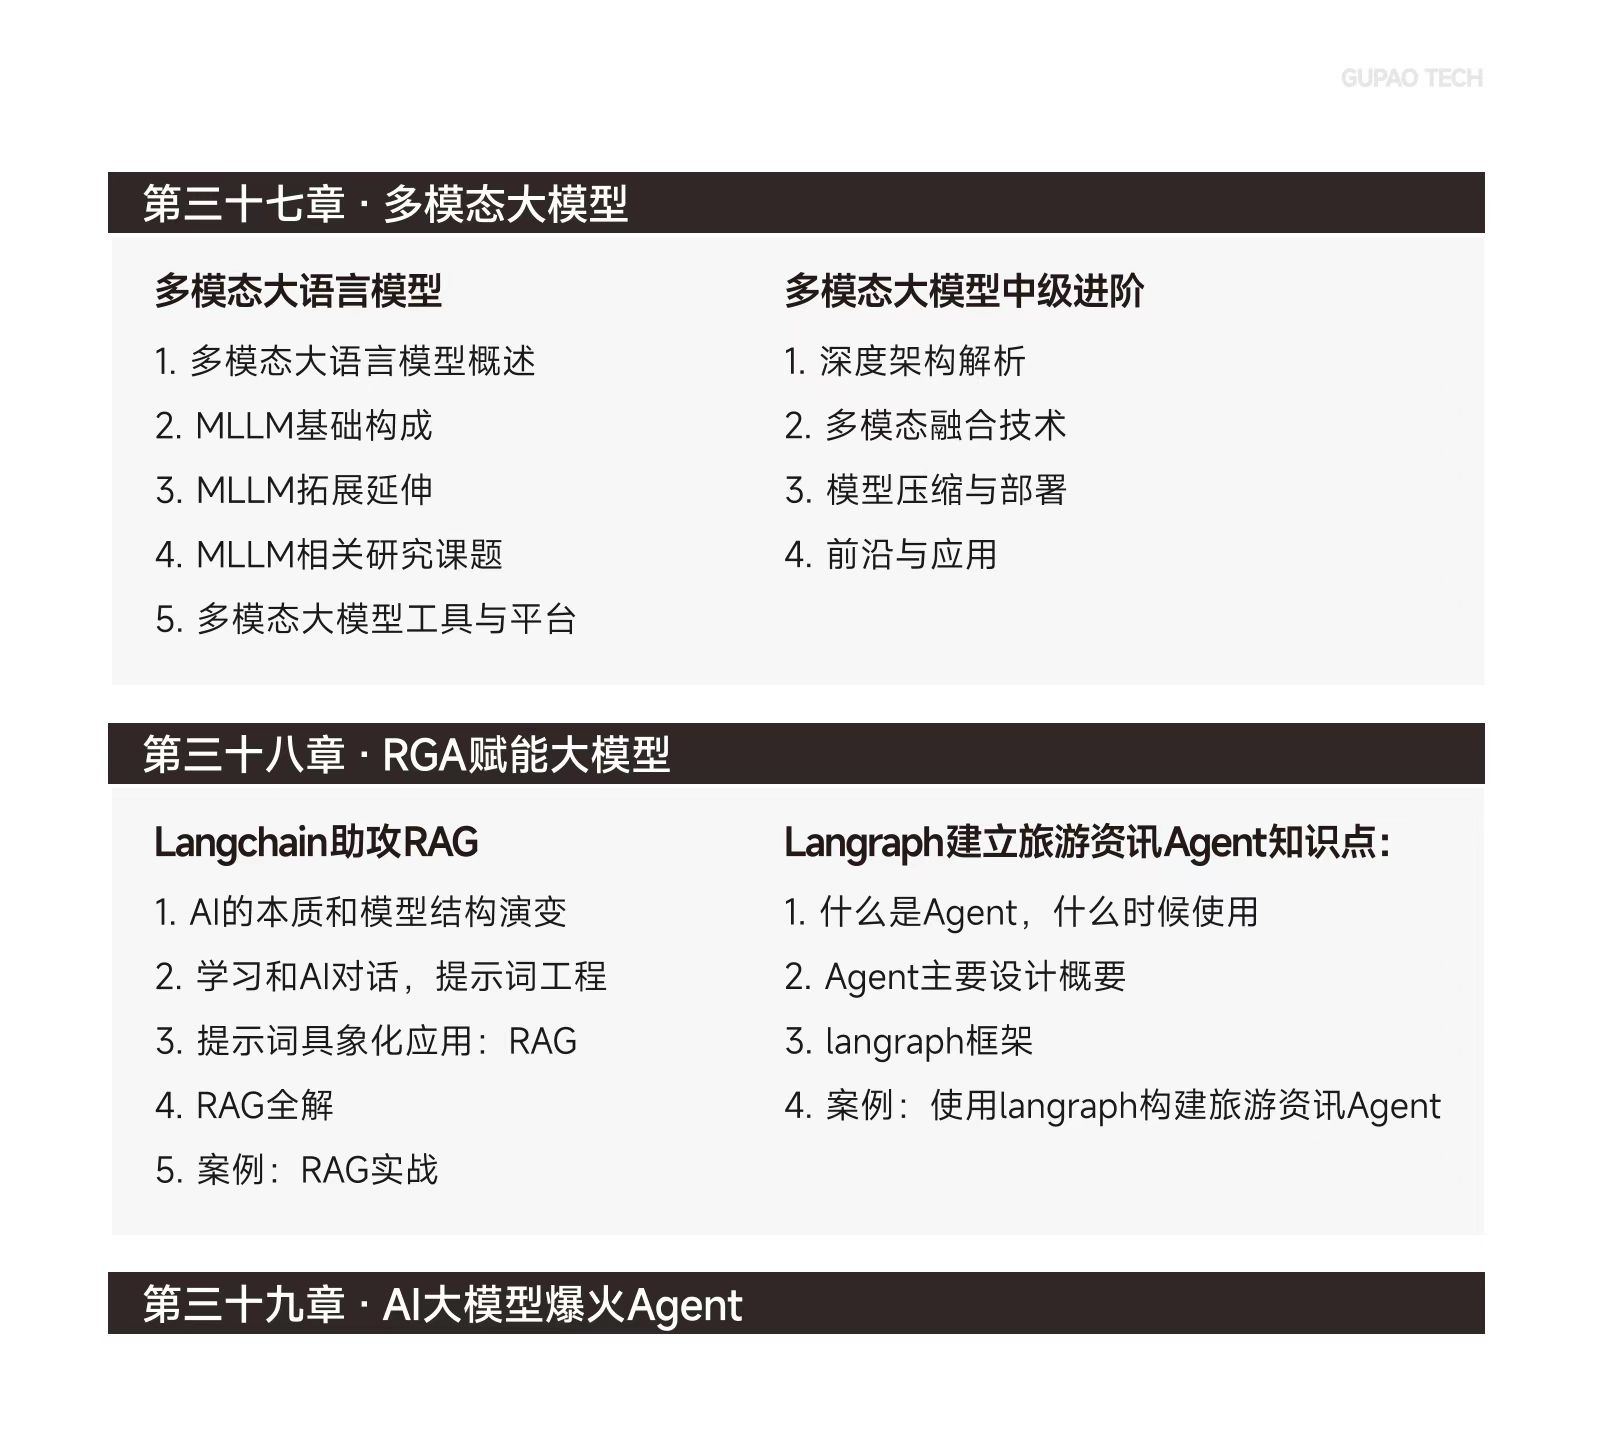 GUPAO TECH
第三十七章 · 多模态大模型
多模态大语言模型
1. 多模态大语言模型概述
2. MLLM基础构成
3. MLLM拓展延伸
4. MLLM相关研究课题
5. 多模态大模型工具与平台
多模态大模型中级进阶
1. 深度架构解析
2. 多模态融合技术
3. 模型压缩与部署
4. 前沿与应用
第三十八章 · RGA赋能大模型
Langchain助攻RAG
1. AI的本质和模型结构演变
2. 学习和AI对话，提示词工程
3. 提示词具象化应用：RAG
4. RAG全解
5. 案例：RAG实战
Langraph建立旅游资讯Agent知识点：
1. 什么是Agent，什么时候使用
2. Agent主要设计概要
3. langraph框架
4. 案例：使用langraph构建旅游资讯Agent
第三十九章 · AI大模型爆火Agent